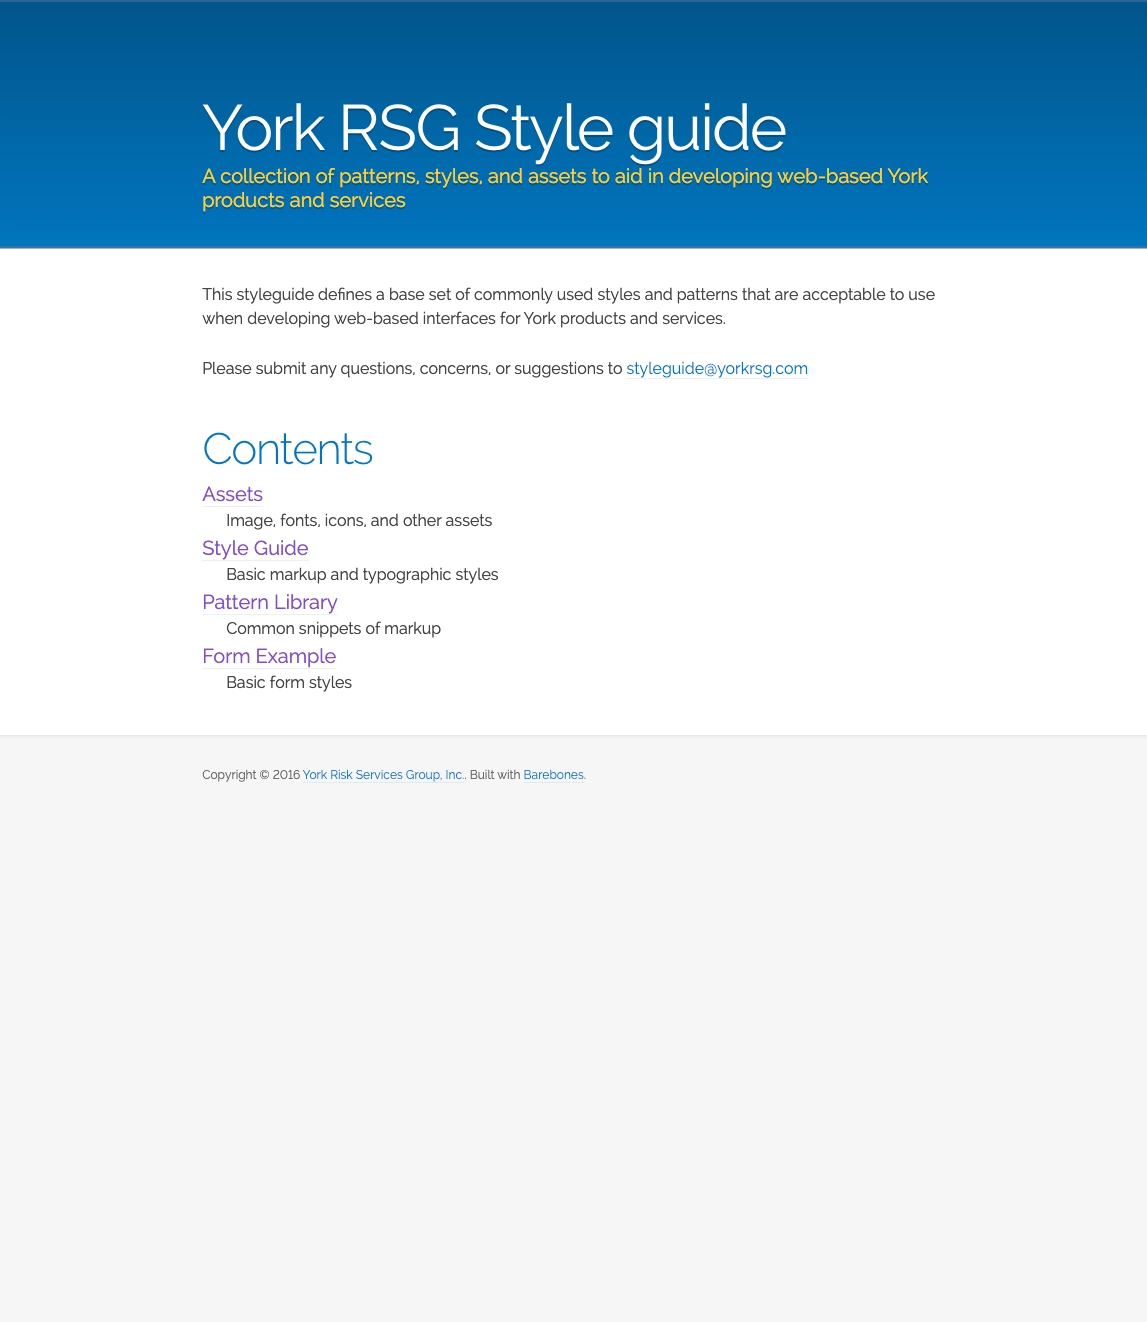 York RSG Style guide
A collection of patterns, styles, and assets to aid in developing web-based York
products and services
This styleguide defines a base set of commonly used styles and patterns that are acceptable to use
when developing web-based interfaces for York products and services.
Please submit any questions, concerns, or suggestions to styleguide@yorkrsg.com
Contents
Assets
Image, fonts, icons, and other assets
Style Guide
Basic markup and typographic styles
Pattern Library
Common snippets of markup
Form Example
Basic form styles
Copyright © 2016 York Risk Services Group, Inc.. Built with Barebones.